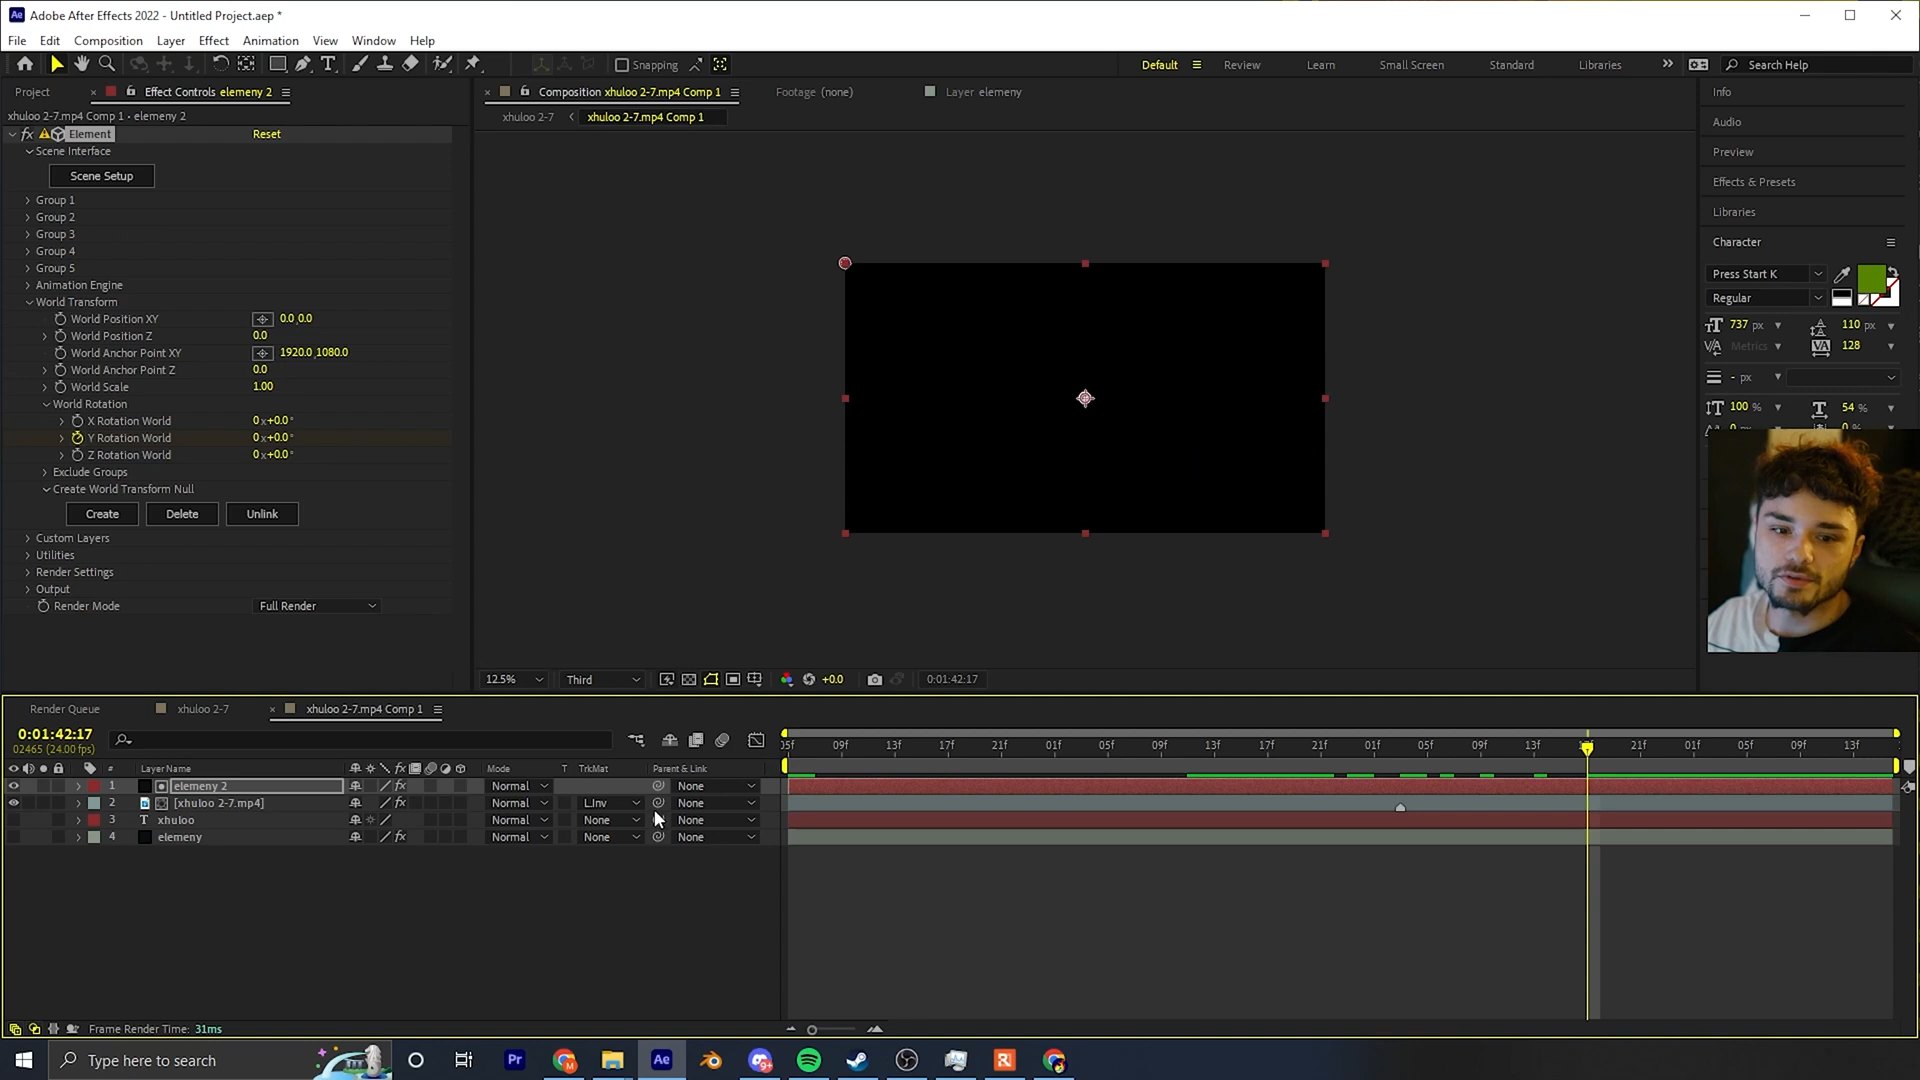 Adobe After Effects 2022 - Untitled Project.aep *
File Edit Composition Layer Effect Animation View Window Help
Snapping
Default Review Learn Small Screen Standard Libraries Search Help
Project Effect Controls elemeny 2
xhuloo 2-7.mp4 Comp 1 • elemeny 2
Element Reset
Scene Interface
Scene Setup
Group 1
Group 2
Group 3
Group 4
Group 5
Animation Engine
World Transform
World Position XY 0.0,0.0
World Position Z 0.0
World Anchor Point XY 1920.0,1080.0
World Anchor Point Z 0.0
World Scale 1.00
World Rotation
X Rotation World 0x+0.0°
Y Rotation World 0x+0.0°
Z Rotation World 0x+0.0°
Exclude Groups
Create World Transform Null
Create Delete Unlink
Custom Layers
Utilities
Render Settings
Output
Render Mode Full Render
Composition xhuloo 2-7.mp4 Comp 1 Footage (none) Layer elemeny
xhuloo 2-7 xhuloo 2-7.mp4 Comp 1
12.5% Third +0.0 0:01:42:17
Info
Audio
Preview
Effects & Presets
Libraries
Character
Press Start K
Regular
737 px 110 px
Metrics 128
- px
100 % 54 %
0 px 0 %
Render Queue xhuloo 2-7 xhuloo 2-7.mp4 Comp 1
0:01:42:17
02465 (24.00 fps)
05f 09f 13f 17f 21f 01f 05f 09f 13f 17f 21f 01f 05f 09f 13f 17f 21f 01f 05f 09f 13f
# Layer Name Mode T TrkMat Parent & Link
1 elemeny 2 Normal None
2 [xhuloo 2-7.mp4] Normal L.Inv None
3 T xhuloo Normal None None
4 elemeny Normal None None
Frame Render Time: 31ms
Type here to search Pr Ae